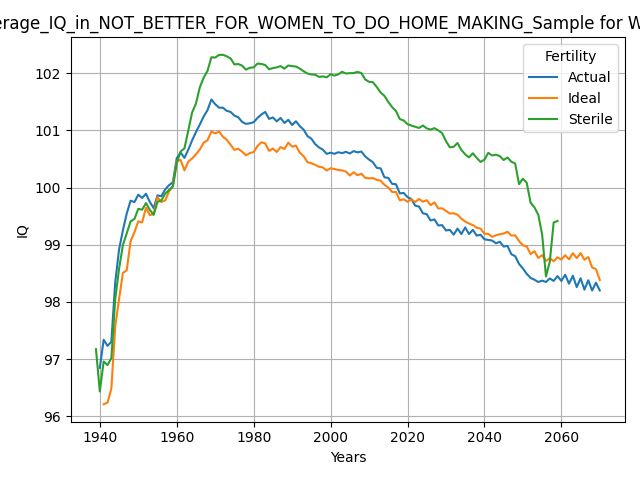 erage_IQ_in_NOT_BETTER_FOR_WOMEN_TO_DO_HOME_MAKING_Sample for W
Fertility
Actual
Ideal
Sterile
IQ
102
101
100
99
98
97
96
1940 1960 1980 2000 2020 2040 2060
Years